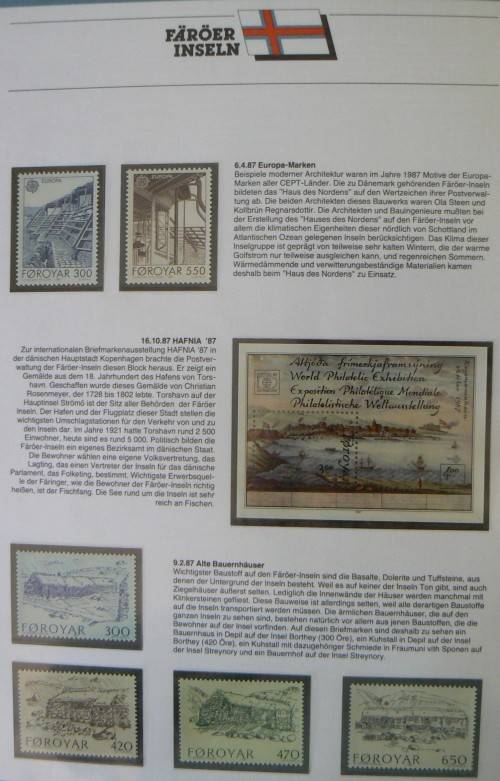 FÄRÖER
INSELN
EUROPA
FØROYAR 300
EUROPA
FØROYAR 550
6.4.87 Europa-Marken
Beispiele moderner Architektur waren im Jahre 1987 Motive der Europa-
Marken aller CEPT-Länder. Die zu Dänemark gehörenden Färöer-Inseln
bildeten das "Haus des Nordens" auf den Wertzeichen ihrer Postverwal-
tung ab. Die beiden Architekten dieses Bauwerks waren Ola Steen und
Kollbrun Regnarsdottir. Die Architekten und Bauingenieure mußten bei
der Erstellung des "Hauses des Nordens" auf den Färöer-Inseln vor
allem die klimatischen Eigenheiten dieser nördlich von Schottland im
Atlantischen Ozean gelegenen Inseln berücksichtigen. Das Klima dieser
Inselgruppe ist geprägt von teilweise sehr kalten Wintern, die der warme
Golfstrom nur teilweise ausgleichen kann, und regenreichen Sommern.
Wärmedämmende und verwitterungsbeständige Materialien kamen
deshalb beim "Haus des Nordens" zu Einsatz.
16.10.87 HAFNIA '87
Zur internationalen Briefmarkenausstellung HAFNIA '87 in
der dänischen Hauptstadt Kopenhagen brachte die Postver-
waltung der Färöer-Inseln diesen Block heraus. Er zeigt ein
Gemälde aus dem 18. Jahrhundert des Hafens von Tors-
havn. Geschaffen wurde dieses Gemälde von Christian
Rosenmeyer, der 1728 bis 1802 lebte. Torshavn auf der
Hauptinsel Strömö ist der Sitz aller Behörden der Färöer
Inseln. Der Hafen und der Flugplatz dieser Stadt stellen die
wichtigsten Umschlagstationen für den Verkehr von und zu
den Inseln dar. Im Jahre 1921 hatte Torshavn rund 2 500
Einwohner, heute sind es rund 5 000. Politisch bilden die
Färöer-Inseln ein eigenes Bezirksamt im dänischen Staat.
Die Bewohner wählen eine eigene Volksvertretung, das
Lagting, das einen Vertreter der Inseln für das dänische
Parlament, das Folketing, bestimmt. Wichtigste Erwerbsquel-
le der Färinger, wie die Bewohner der Färöer-Inseln richtig
heißen, ist der Fischfang. Die See rund um die Inseln ist sehr
reich an Fischen.
Altjóða frímerkjaframsýning
World Philatelic Exhibition
Exposition Philatélique Mondiale
Philatelistische Weltausstellung
9.2.87 Alte Bauernhäuser
Wichtigster Baustoff auf den Färöer-Inseln sind die Basalte, Dolerite und Tuffsteine, aus
denen der Untergrund der Inseln besteht. Weil es auf keiner der Inseln Ton gibt, sind auch
Ziegelhäuser äußerst selten. Lediglich die Innenwände der Häuser werden manchmal mit
Klinkersteinen gefliest. Diese Bauweise ist allerdings selten, weil derartige Baustoffe
auf die Inseln transportiert werden müssen. Die ärmlichen Bauernhäuser, die auf den
ganzen Inseln zu sehen sind, bestehen natürlich vor allem aus jenen Baustoffen, die die
Bewohner auf der Insel vorfinden. Auf diesen Briefmarken sind deshalb zu sehen ein
Bauernhaus in Depil auf der Insel Borthey (300 Öre), ein Kuhstall in Depil auf der Insel
Borthey (420 Öre), ein Kuhstall mit dazugehöriger Schmiede in Fraumuni vith Sponen auf
der Insel Streynory und ein Bauernhof auf der Insel Streynory.
FØROYAR
300
FØROYAR
420
FØROYAR
470
FØROYAR
650